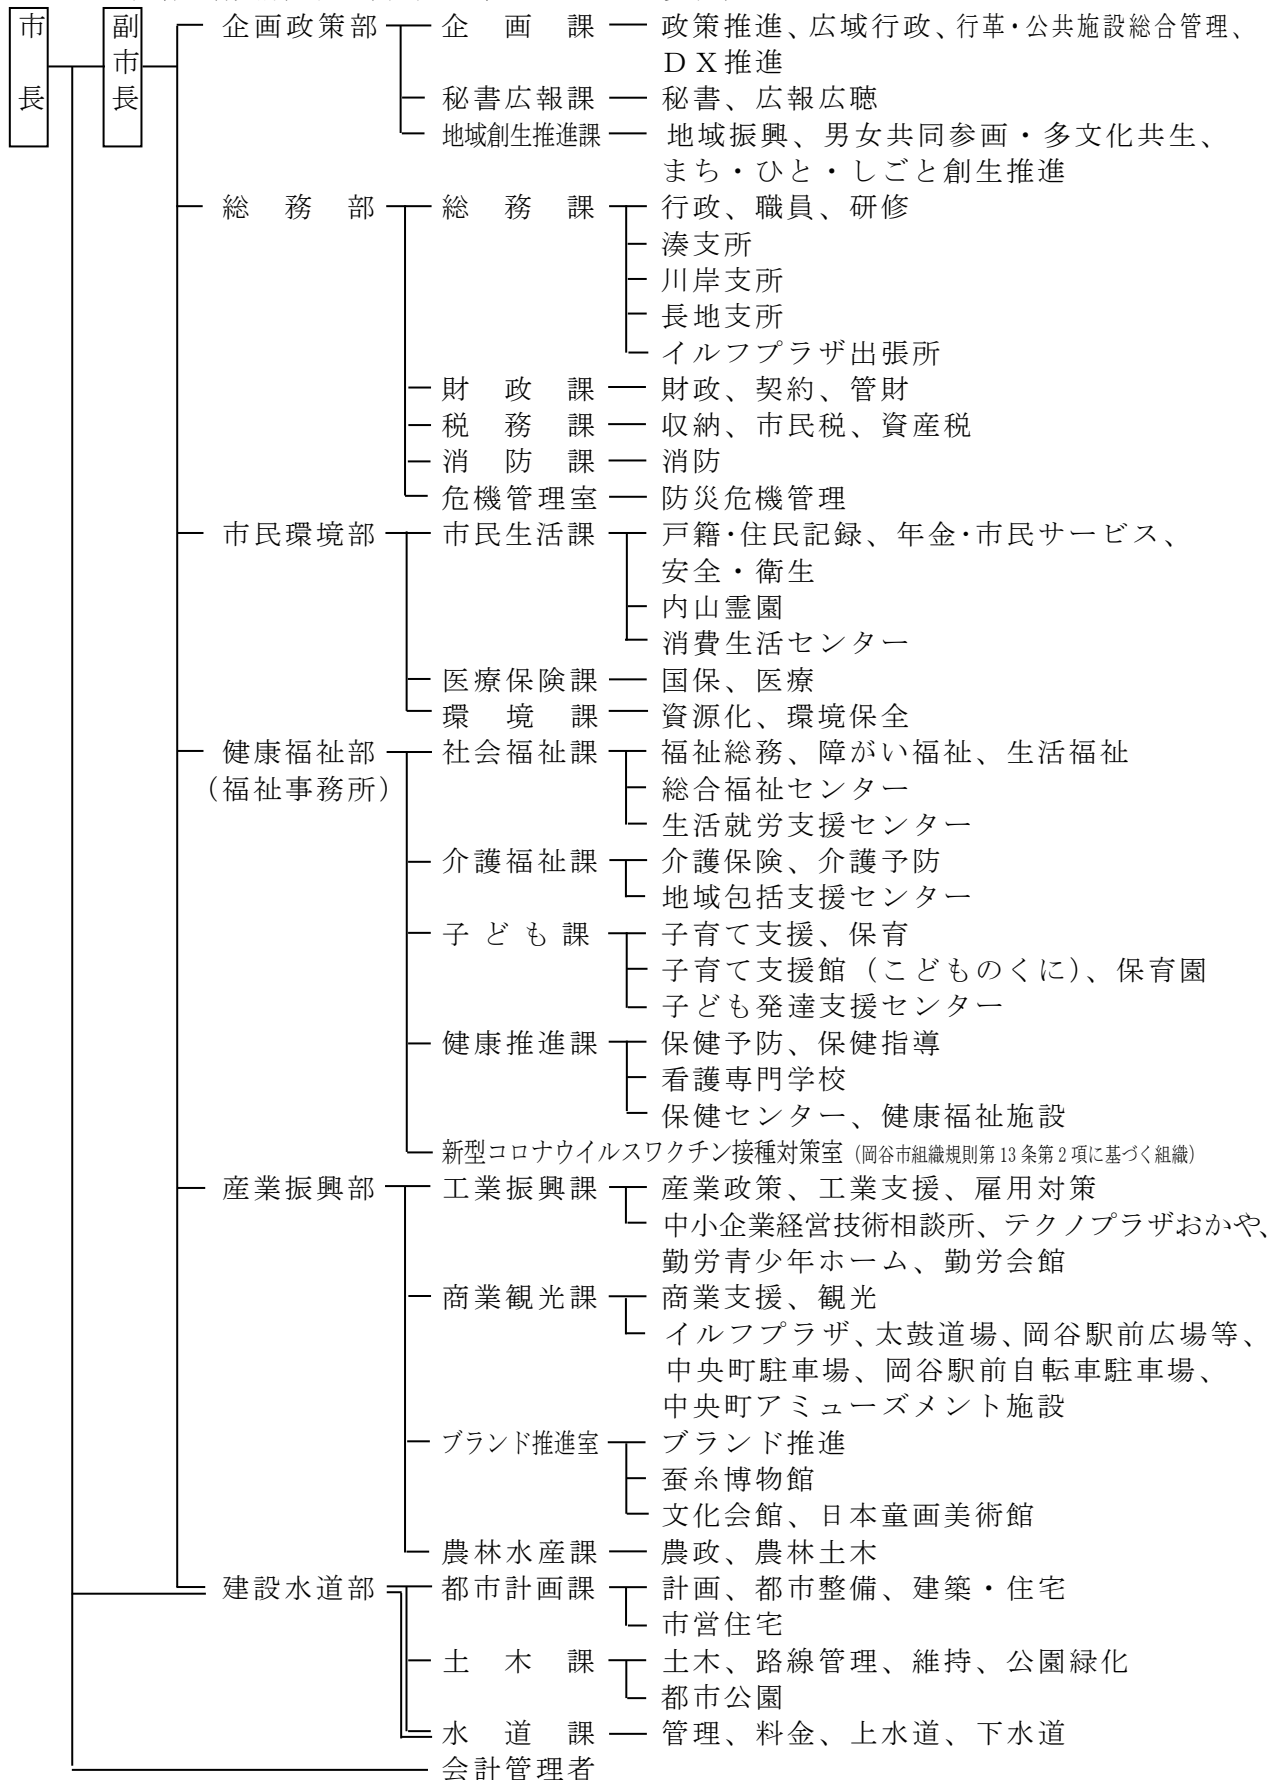 市長 副市長 企画政策部 企画課 政策推進、広域行政、行革・公共施設総合管理、
DX推進
秘書広報課 秘書、広報広聴
地域創生推進課 地域振興、男女共同参画・多文化共生、
まち・ひと・しごと創生推進
総務部 総務課 行政、職員、研修
湊支所
川岸支所
長地支所
イルフプラザ出張所
財政課 財政、契約、管財
税務課 収納、市民税、資産税
消防課 消防
危機管理室 防災危機管理
市民環境部 市民生活課 戸籍・住民記録、年金・市民サービス、
安全・衛生
内山霊園
消費生活センター
医療保険課 国保、医療
環境課 資源化、環境保全
健康福祉部 社会福祉課 福祉総務、障がい福祉、生活福祉
(福祉事務所) 総合福祉センター
生活就労支援センター
介護福祉課 介護保険、介護予防
地域包括支援センター
子ども課 子育て支援、保育
子育て支援館(こどものくに)、保育園
子ども発達支援センター
健康推進課 保健予防、保健指導
看護専門学校
保健センター、健康福祉施設
新型コロナウイルスワクチン接種対策室(岡谷市組織規則第13条第2項に基づく組織)
産業振興部 工業振興課 産業政策、工業支援、雇用対策
中小企業経営技術相談所、テクノプラザおかや、
勤労青少年ホーム、勤労会館
商業観光課 商業支援、観光
イルフプラザ、太鼓道場、岡谷駅前広場等、
中央町駐車場、岡谷駅前自転車駐車場、
中央町アミューズメント施設
ブランド推進室 ブランド推進
蚕糸博物館
文化会館、日本童画美術館
農林水産課 農政、農林土木
建設水道部 都市計画課 計画、都市整備、建築・住宅
市営住宅
土木課 土木、路線管理、維持、公園緑化
都市公園
水道課 管理、料金、上水道、下水道
会計管理者